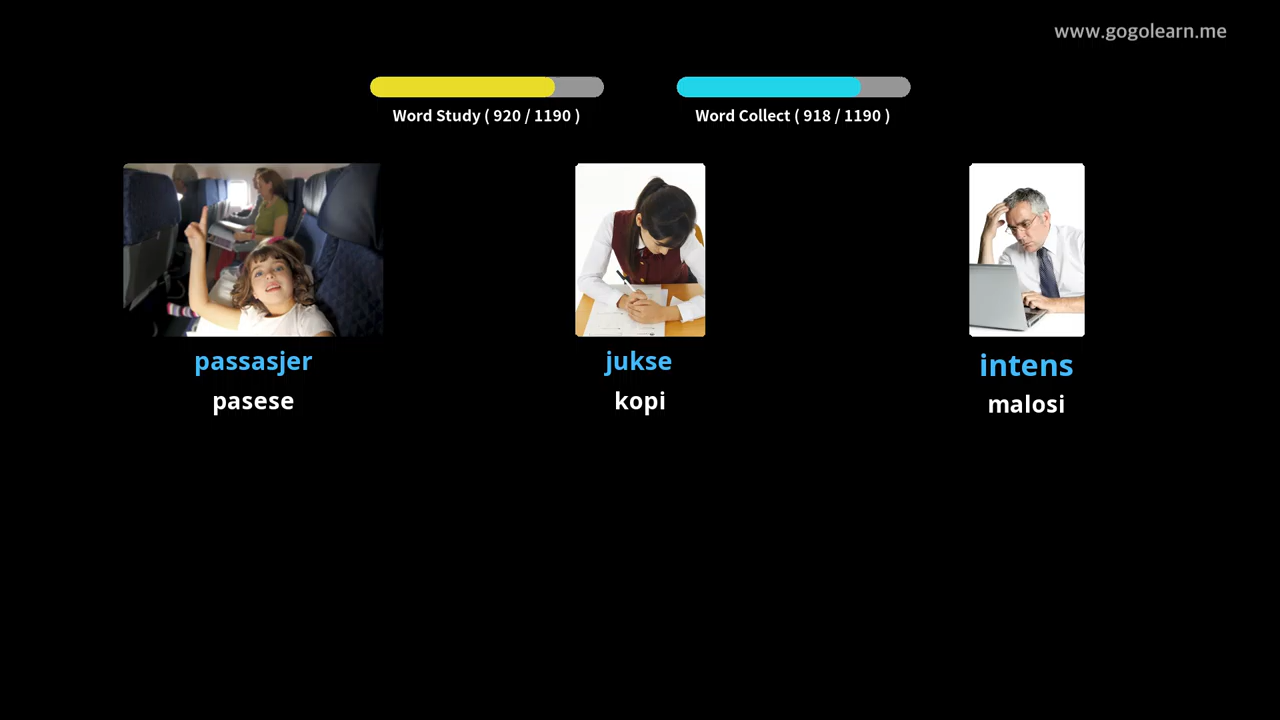 www.gogolearn.me
Word Study ( 920 / 1190 )
Word Collect ( 918 / 1190 )
passasjer
jukse
intens
pasese
kopi
malosi